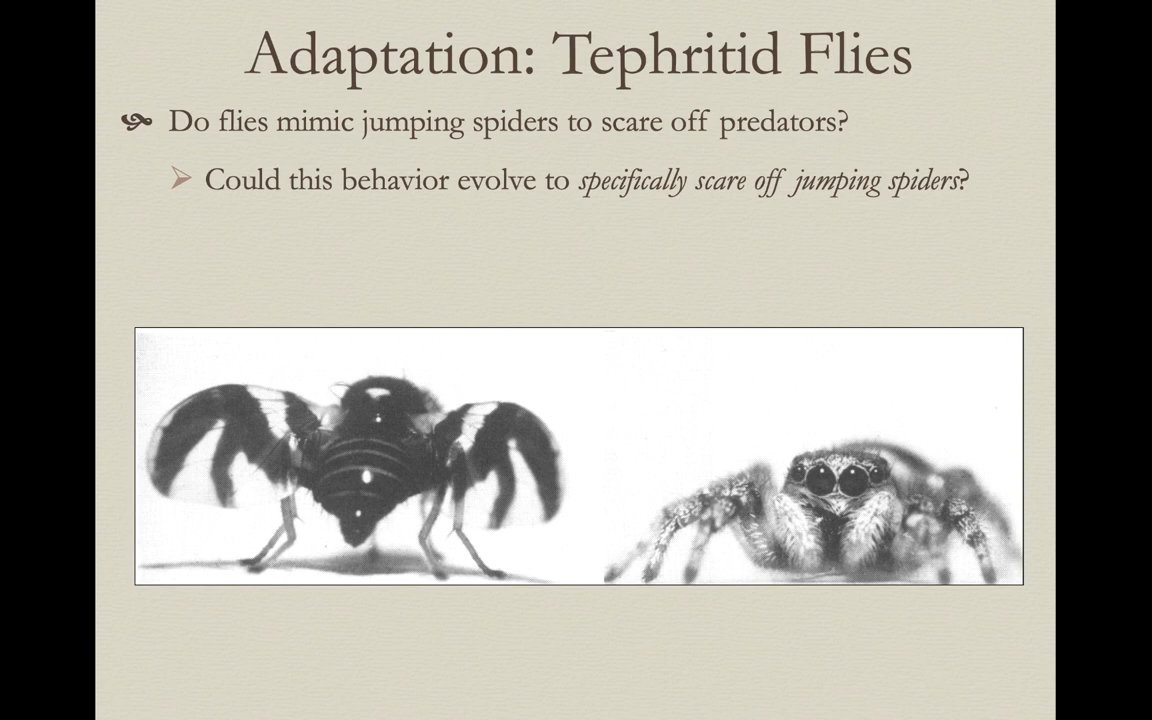 Adaptation: Tephritid Flies
Do flies mimic jumping spiders to scare off predators?
Could this behavior evolve to specifically scare off jumping spiders?